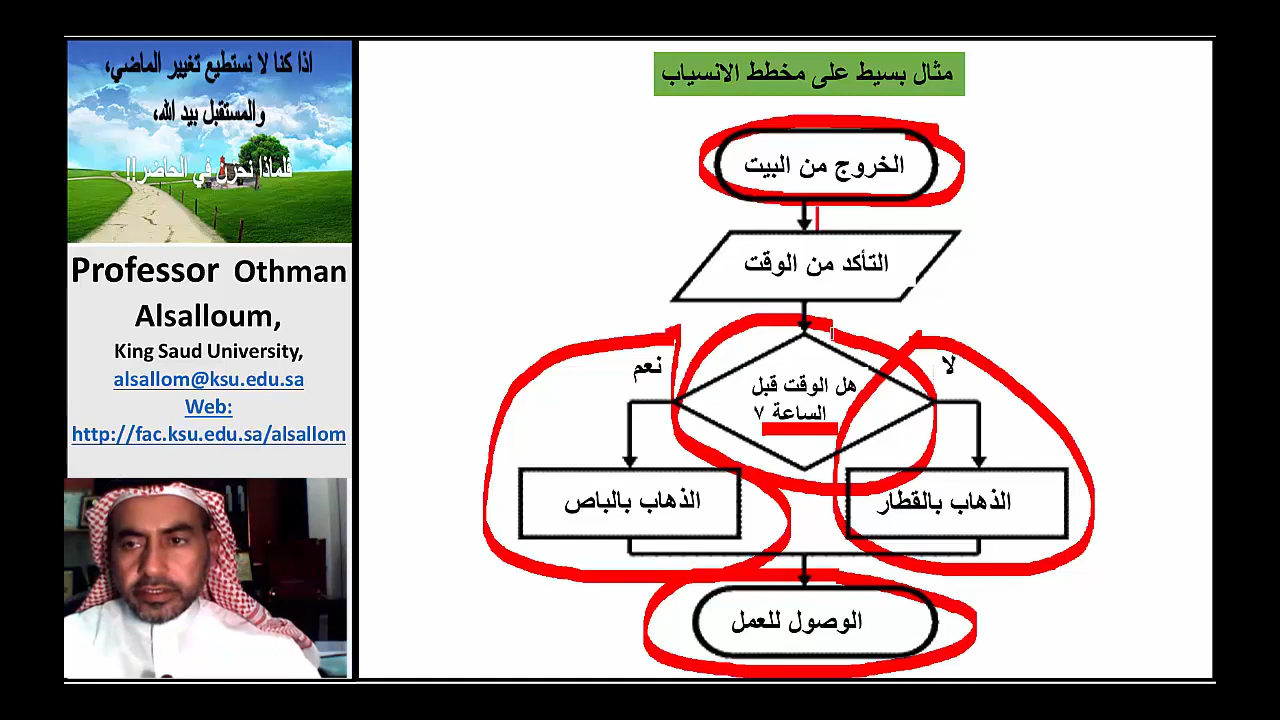 اذا كنا لا نستطيع تغيير الماضي،
والمستقبل بيد الله،
فلماذا نحزن في الحاضر!!
Professor Othman
Alsalloum,
King Saud University,
alsallom@ksu.edu.sa
Web:
http://fac.ksu.edu.sa/alsallom
مثال بسيط على مخطط الانسياب
الخروج من البيت
التأكد من الوقت
لا
نعم
هل الوقت قبل
الساعة ٧
الذهاب بالقطار
الذهاب بالباص
الوصول للعمل